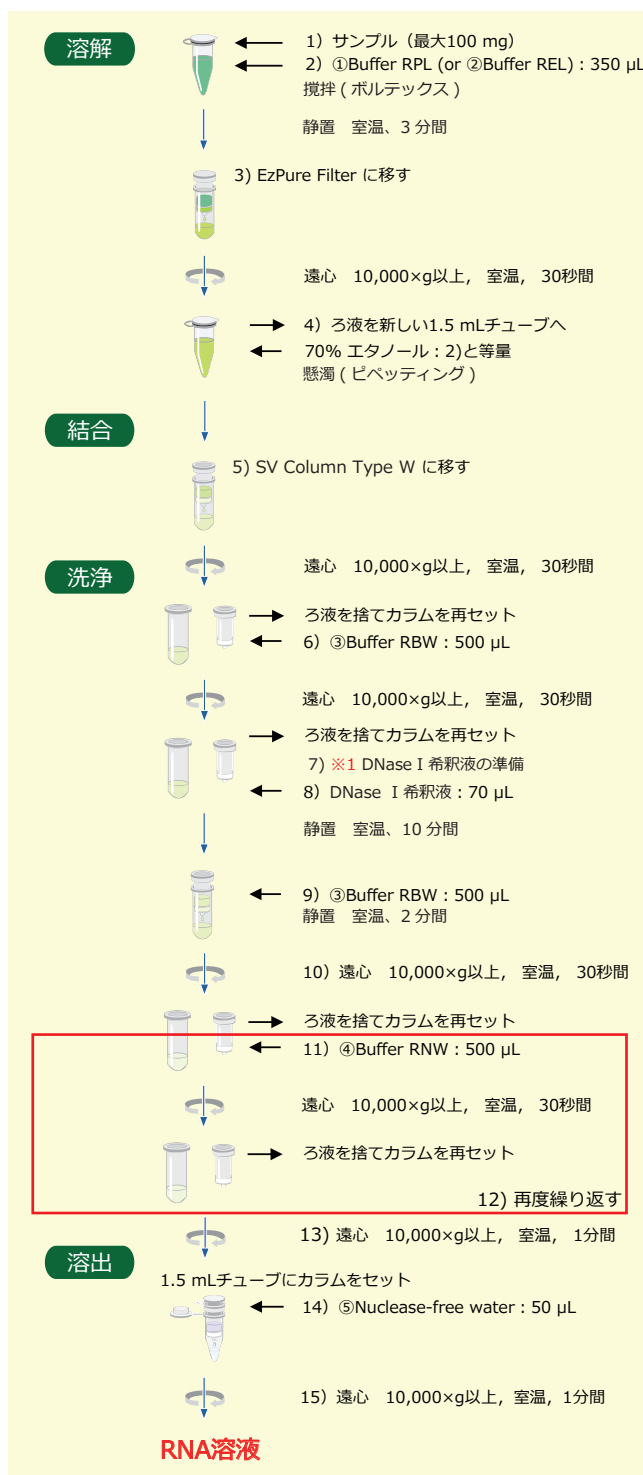 溶解
1）サンプル（最大100 mg）
2）①Buffer RPL (or ②Buffer REL) : 350 µL
撹拌 ( ボルテックス )
静置　室温、3 分間
3) EzPure Filter に移す
遠心　10,000×g以上,　室温,　30秒間
4）ろ液を新しい1.5 mLチューブへ
70% エタノール : 2)と等量
懸濁 ( ピペッティング )
結合
5) SV Column Type W に移す
遠心　10,000×g以上,　室温,　30秒間
洗浄
ろ液を捨てカラムを再セット
6）③Buffer RBW : 500 µL
遠心　10,000×g以上,　室温,　30秒間
ろ液を捨てカラムを再セット
7) ※1 DNase I 希釈液の準備
8）DNase I 希釈液 : 70 µL
静置　室温、10 分間
9）③Buffer RBW : 500 µL
静置　室温、2 分間
10）遠心　10,000×g以上,　室温,　30秒間
ろ液を捨てカラムを再セット
11）④Buffer RNW : 500 µL
遠心　10,000×g以上,　室温,　30秒間
ろ液を捨てカラムを再セット
12) 再度繰り返す
13) 遠心　10,000×g以上,　室温,　1分間
溶出
1.5 mLチューブにカラムをセット
14）⑤Nuclease-free water : 50 µL
15）遠心　10,000×g以上, 室温, 1分間
RNA溶液